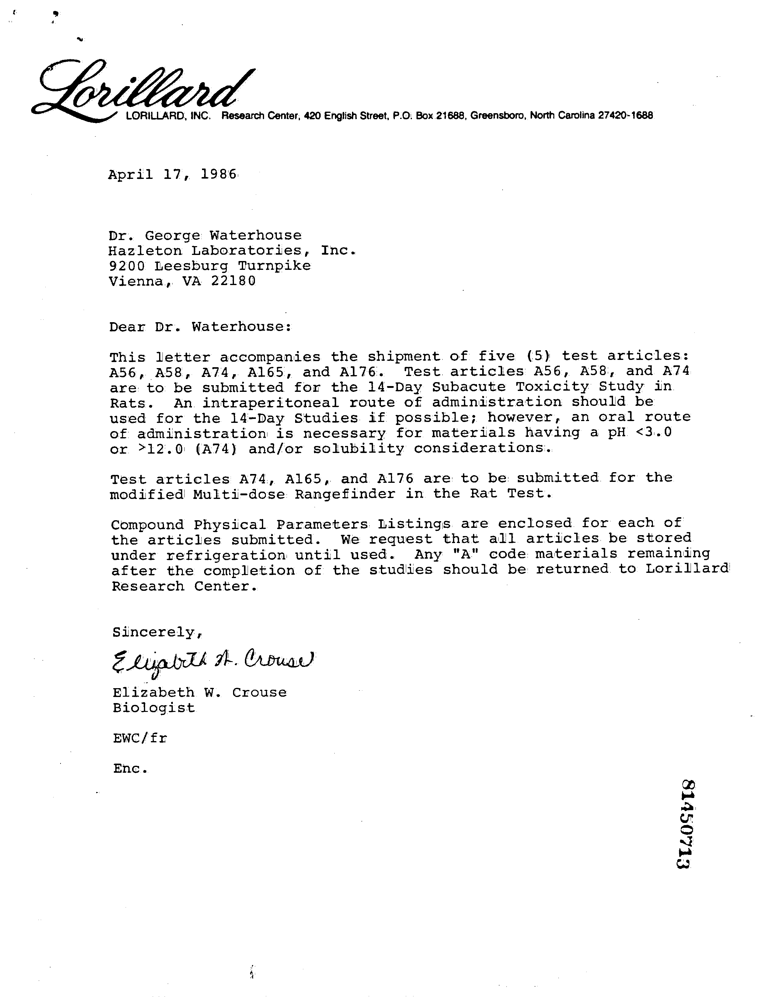 Lorillard
LORILLARD, INC. Research Center, 420 English Street, P.O. Box 21688, Greensboro, North Carolina 27420-1688
April 17, 1986
Dr. George Waterhouse
Hazleton Laboratories, Inc.
9200 Leesburg Turnpike
Vienna, VA 22180
Dear Dr. Waterhouse:
This letter accompanies the shipment of five (5) test articles:
A56, A58, A74, A165, and A176. Test articles A56, A58, and A74
are to be submitted for the 14-Day Subacute Toxicity Study in
Rats. An intraperitoneal route of administration should be
used for the 14-Day Studies if possible; however, an oral route
of administration is necessary for materials having a pH <3.0
or >12.0 (A74) and/or solubility considerations.
Test articles A74, A165, and A176 are to be submitted for the
modified Multi-dose Rangefinder in the Rat Test.
Compound Physical Parameters Listings are enclosed for each of
the articles submitted. We request that all articles be stored
under refrigeration until used. Any "A" code materials remaining
after the completion of the studies should be returned to Lorillard
Research Center.
Sincerely,
Elizabeth W. Crouse
Elizabeth W. Crouse
Biologist
EWC/fr
Enc.
81450713